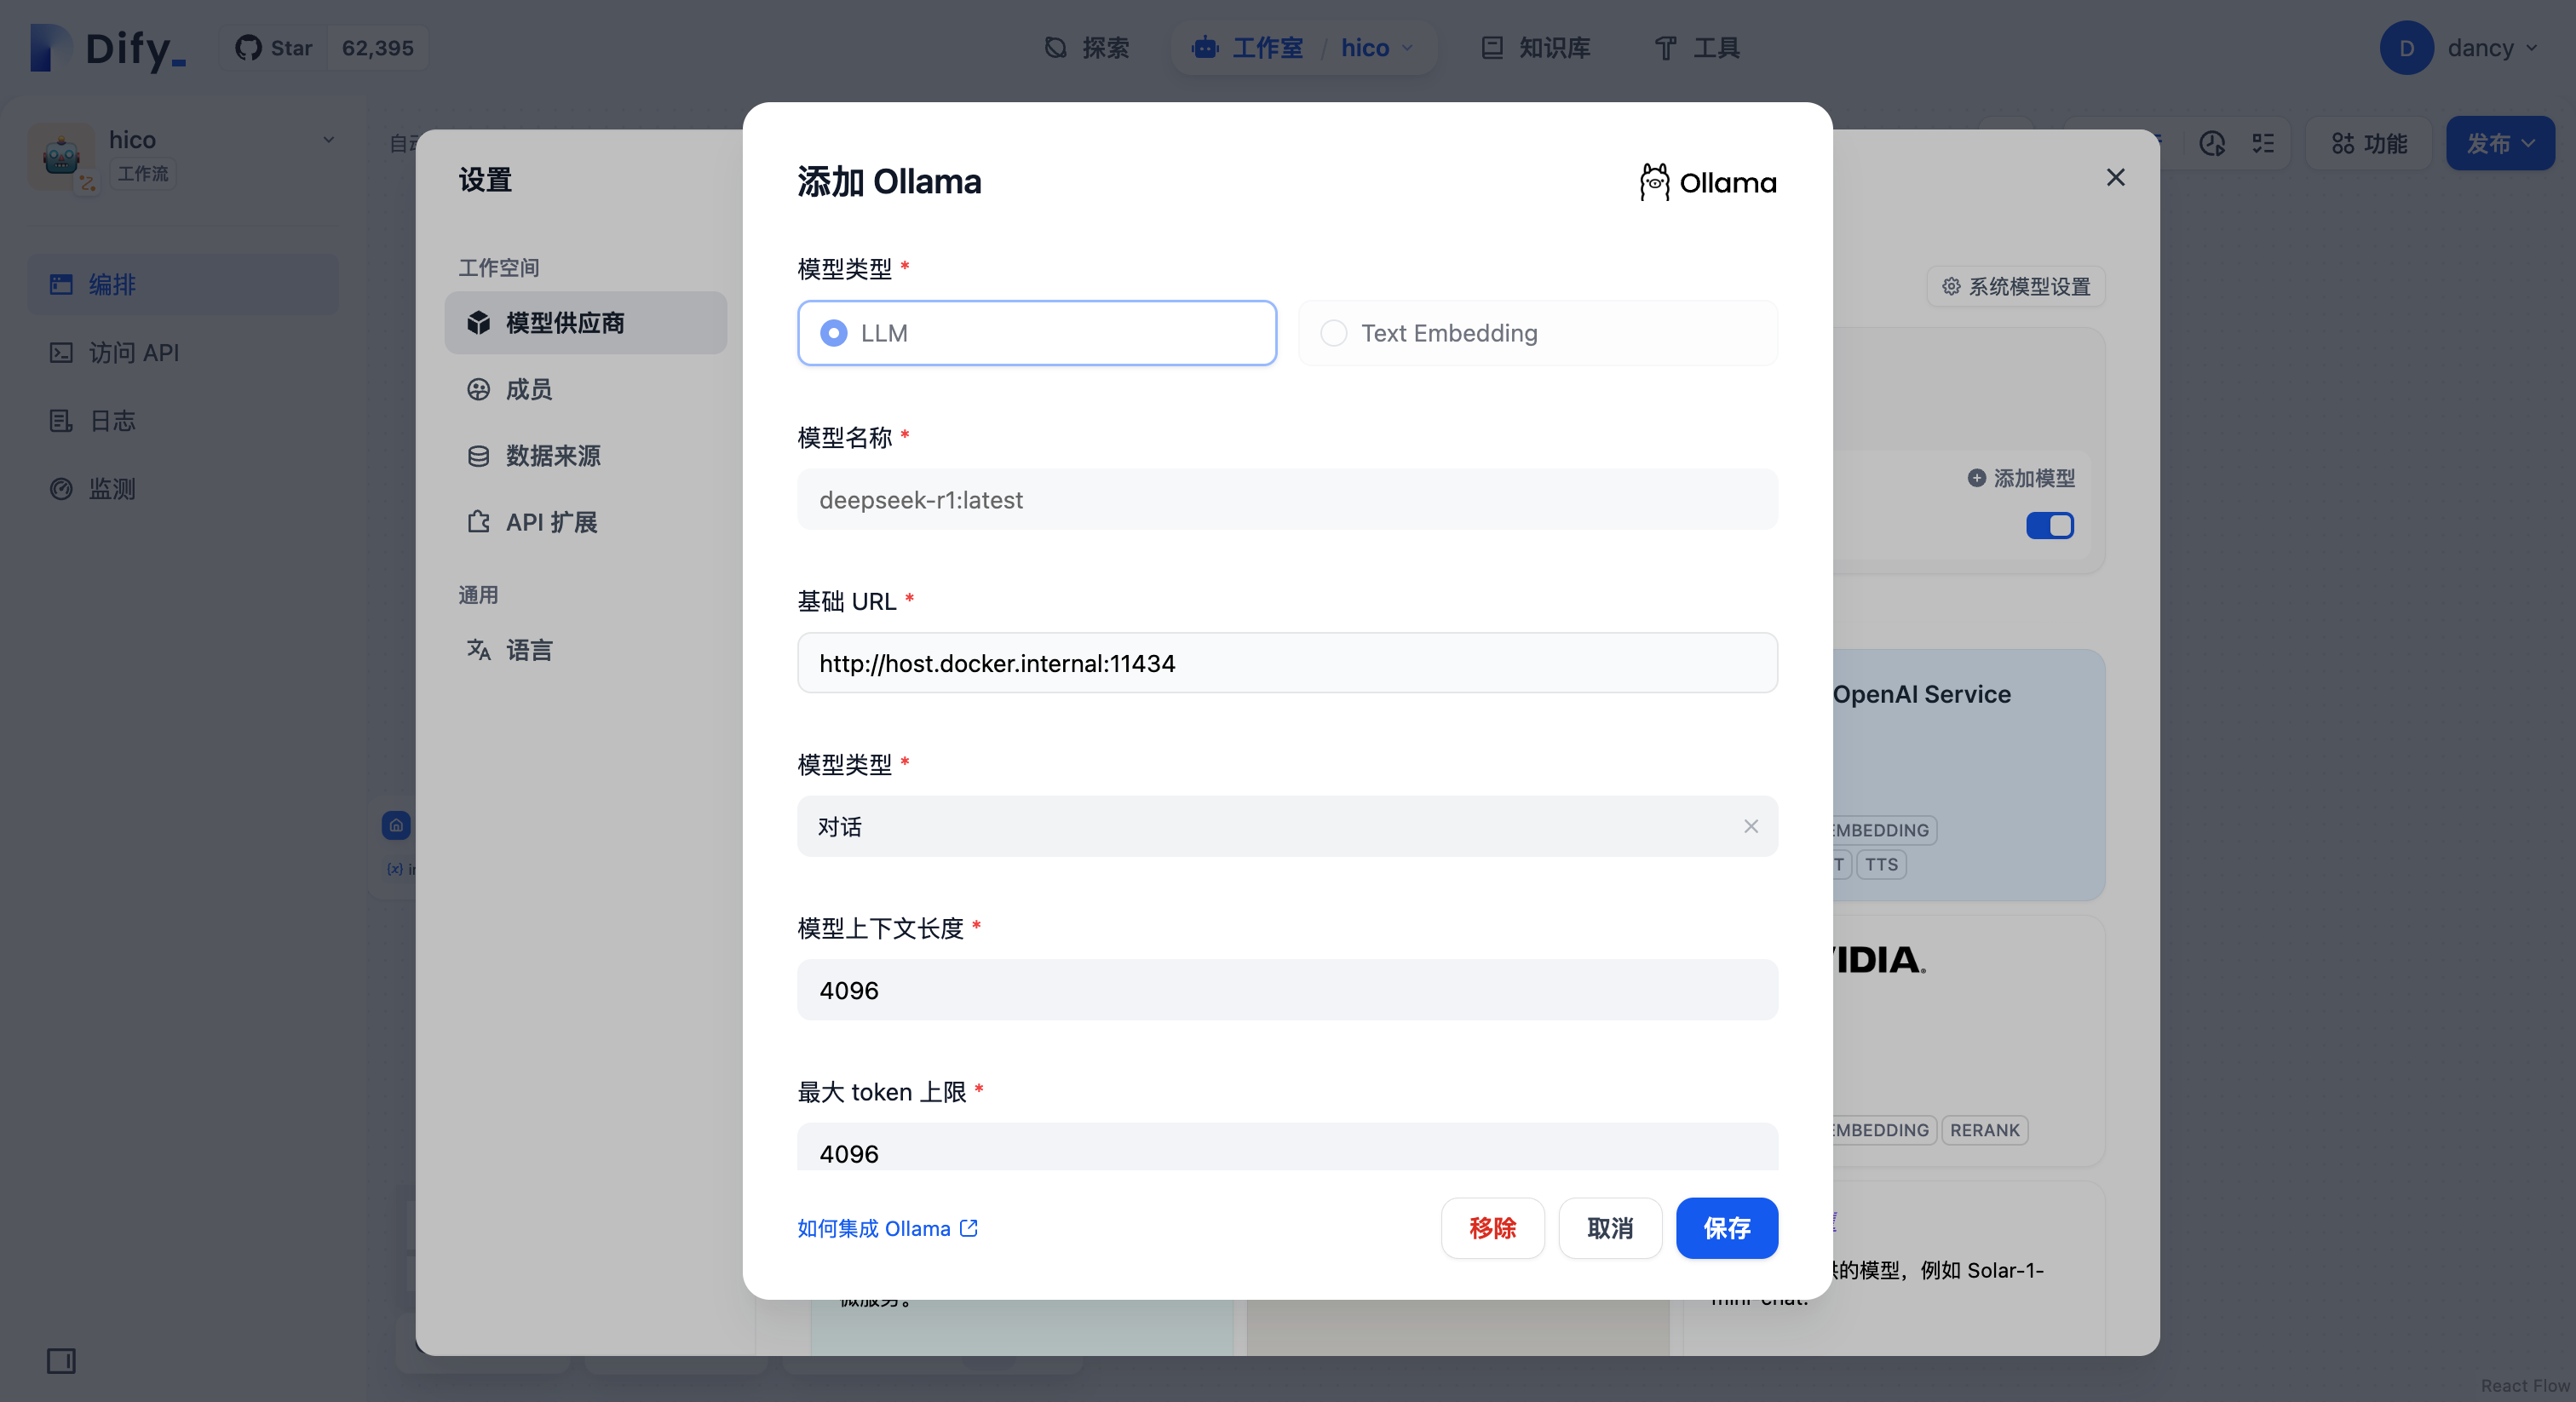 Dify_
Star 62,395
探索
工作室 / hico
知识库
工具
D dancy
hico
工作流
编排
访问 API
日志
监测
功能
发布
设置
工作空间
模型供应商
成员
数据来源
API 扩展
通用
语言
系统模型设置
添加模型
OpenAI Service
TTS
RERANK
React Flow
添加 Ollama
Ollama
模型类型 *
LLM
Text Embedding
模型名称 *
deepseek-r1:latest
基础 URL *
http://host.docker.internal:11434
模型类型 *
对话
模型上下文长度 *
4096
最大 token 上限 *
4096
如何集成 Ollama
移除
取消
保存
的模型，例如 Solar-1-